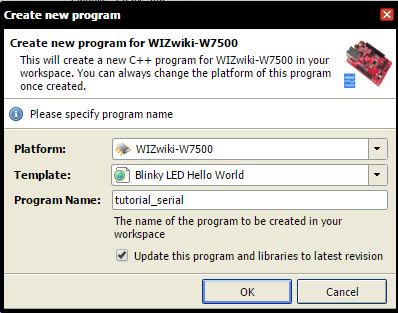 Create new program
Create new program for WIZwiki-W7500
This will create a new C++ program for WIZwiki-W7500 in your
workspace. You can always change the platform of this program
once created.
Please specify program name
Platform: WIZwiki-W7500
Template: Blinky LED Hello World
Program Name: tutorial_serial
The name of the program to be created in your
workspace
Update this program and libraries to latest revision
OK Cancel